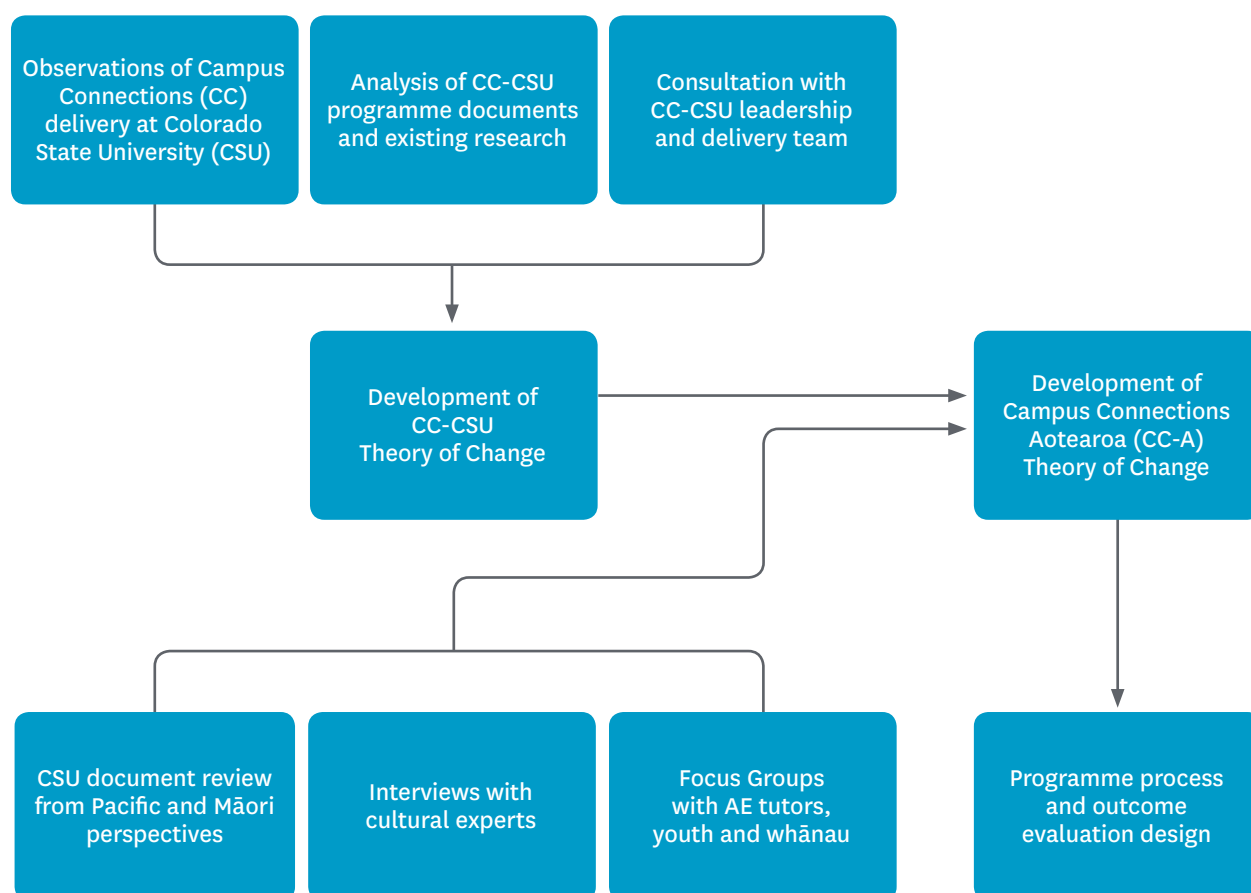 Observations of Campus
Connections (CC)
delivery at Colorado
State University (CSU)
Analysis of CC-CSU
programme documents
and existing research
Consultation with
CC-CSU leadership
and delivery team
Development of
CC-CSU
Theory of Change
Development of
Campus Connections
Aotearoa (CC-A)
Theory of Change
CSU document review
from Pacific and Māori
perspectives
Interviews with
cultural experts
Focus Groups
with AE tutors,
youth and whānau
Programme process
and outcome
evaluation design